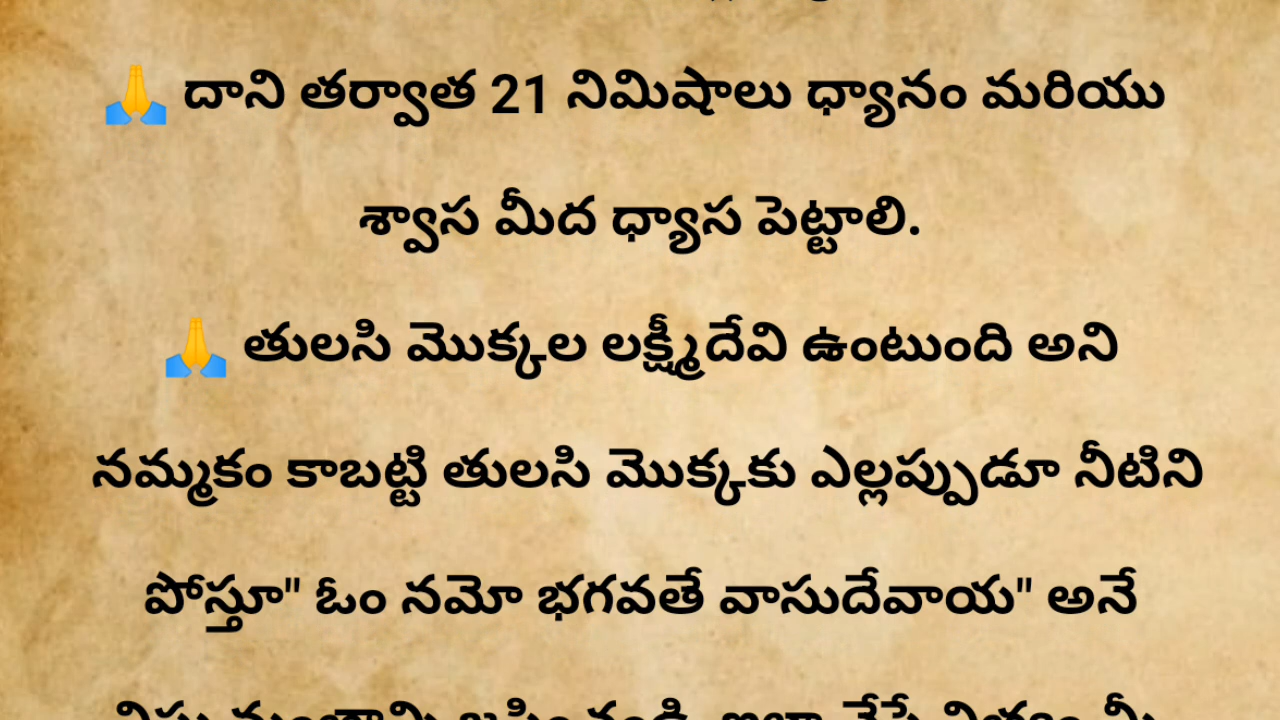 🙏 దాని తర్వాత 21 నిమిషాలు ధ్యానం మరియు
శ్వాస మీద ధ్యాస పెట్టాలి.
🙏 తులసి మొక్కల లక్ష్మీదేవి ఉంటుంది అని
నమ్మకం కాబట్టి తులసి మొక్కకు ఎల్లప్పుడూ నీటిని
పోస్తూ" ఓం నమో భగవతే వాసుదేవాయ" అనే